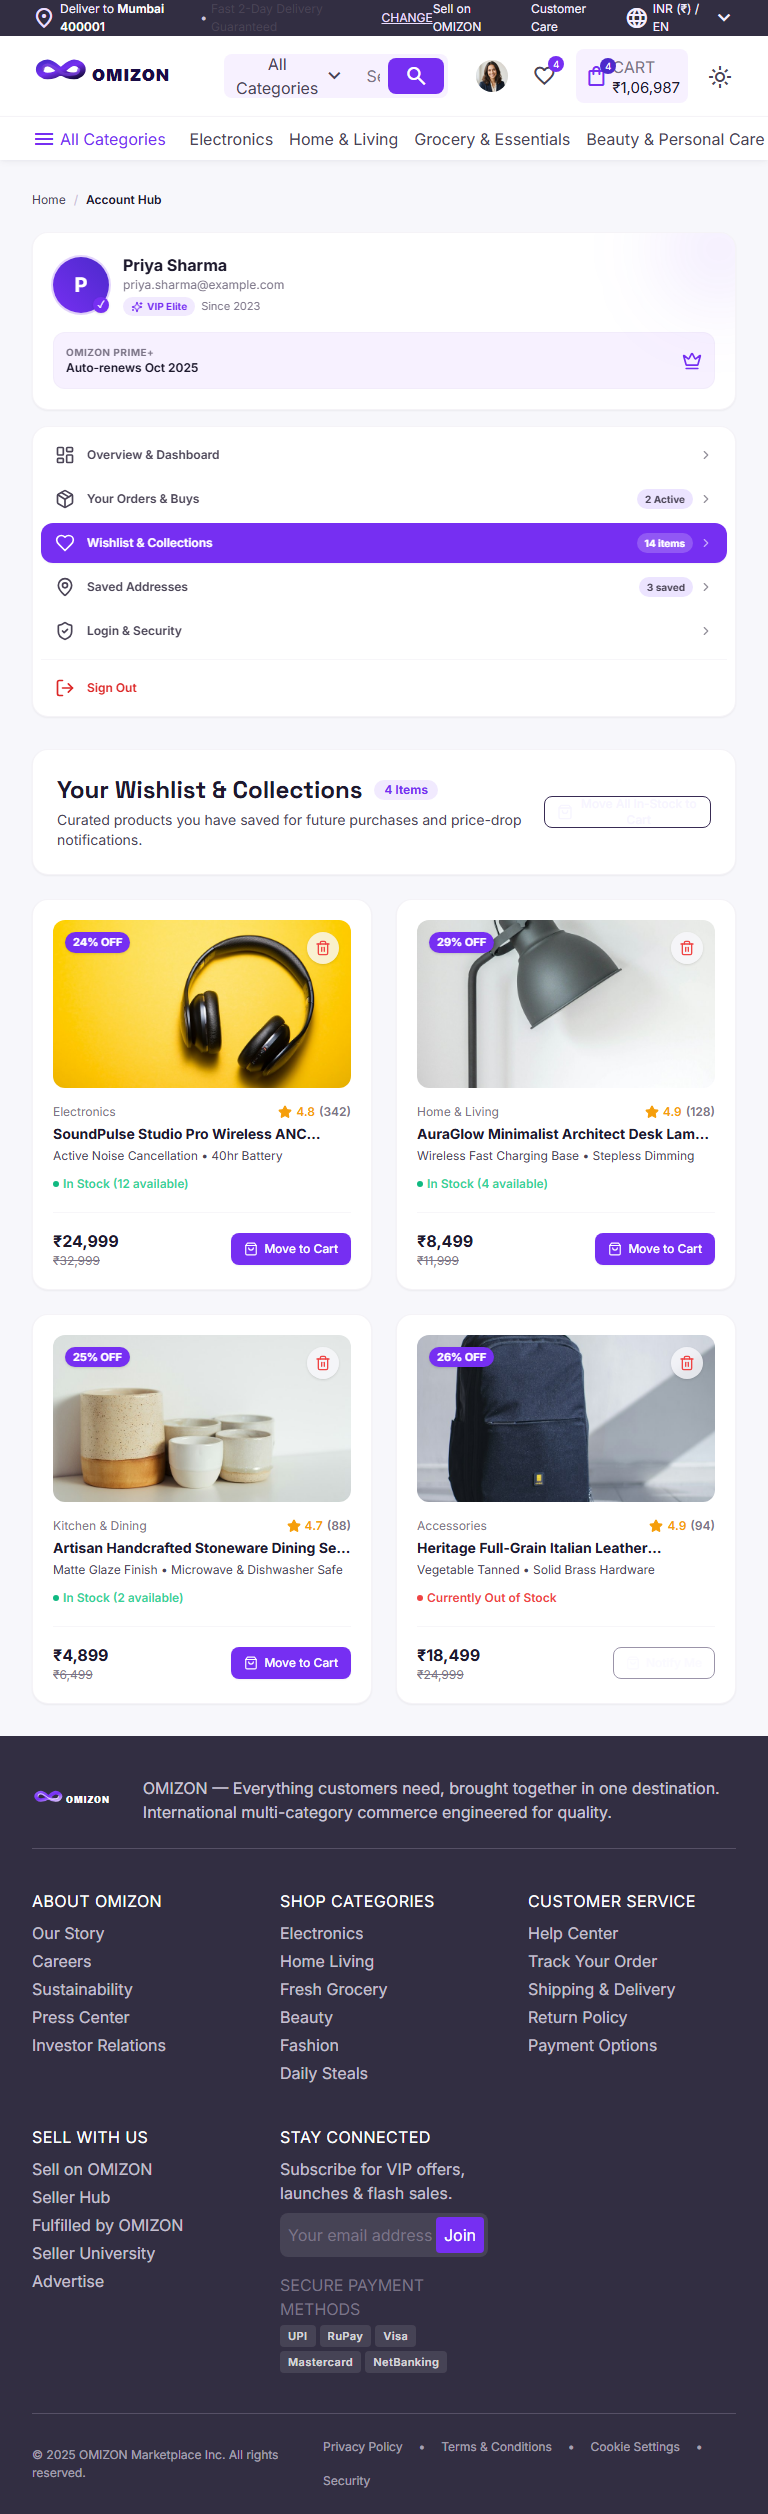 Deliver to Mumbai 400001
• Fast 2-Day Delivery Guaranteed
CHANGE
Sell on OMIZON
Customer Care
INR (₹) / EN
OMIZON
All Categories
Se
4
4
CART
₹1,06,987
All Categories
Electronics
Home & Living
Grocery & Essentials
Beauty & Personal Care
Home / Account Hub
P
Priya Sharma
priya.sharma@example.com
VIP Elite
Since 2023
OMIZON PRIME+
Auto-renews Oct 2025
Overview & Dashboard
Your Orders & Buys
2 Active
Wishlist & Collections
14 items
Saved Addresses
3 saved
Login & Security
Sign Out
Your Wishlist & Collections
4 Items
Curated products you have saved for future purchases and price-drop
notifications.
Move All In-Stock to
Cart
24% OFF
Electronics
4.8 (342)
SoundPulse Studio Pro Wireless ANC...
Active Noise Cancellation • 40hr Battery
In Stock (12 available)
₹24,999
₹32,999
Move to Cart
29% OFF
Home & Living
4.9 (128)
AuraGlow Minimalist Architect Desk Lam...
Wireless Fast Charging Base • Stepless Dimming
In Stock (4 available)
₹8,499
₹11,999
Move to Cart
25% OFF
Kitchen & Dining
4.7 (88)
Artisan Handcrafted Stoneware Dining Se...
Matte Glaze Finish • Microwave & Dishwasher Safe
In Stock (2 available)
₹4,899
₹6,499
Move to Cart
26% OFF
Accessories
4.9 (94)
Heritage Full-Grain Italian Leather...
Vegetable Tanned • Solid Brass Hardware
Currently Out of Stock
₹18,499
₹24,999
OMIZON
OMIZON — Everything customers need, brought together in one destination.
International multi-category commerce engineered for quality.
ABOUT OMIZON
Our Story
Careers
Sustainability
Press Center
Investor Relations
SHOP CATEGORIES
Electronics
Home Living
Fresh Grocery
Beauty
Fashion
Daily Steals
CUSTOMER SERVICE
Help Center
Track Your Order
Shipping & Delivery
Return Policy
Payment Options
SELL WITH US
Sell on OMIZON
Seller Hub
Fulfilled by OMIZON
Seller University
Advertise
STAY CONNECTED
Subscribe for VIP offers,
launches & flash sales.
Your email address
Join
SECURE PAYMENT
METHODS
UPI
RuPay
Visa
Mastercard
NetBanking
© 2025 OMIZON Marketplace Inc. All rights
reserved.
Privacy Policy • Terms & Conditions • Cookie Settings •
Security